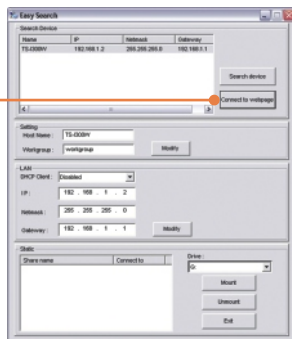 Easy Search
Search Device
Name IP Netmask Gateway
TS-I300HV 192.168.1.2 255.255.255.0 192.168.1.1
Search device
Connect to webpage
Setting
Host Name :
Workgroup : workgroup
Modify
LAN
DHCP Client : Disabled
IP : 192 . 168 . 1 . 2
Netmask : 255 . 255 . 255 . 0
Gateway : 192 . 168 . 1 . 1
Modify
Static
Share name Connect to
Drive :
Mount
Unmount
Exit